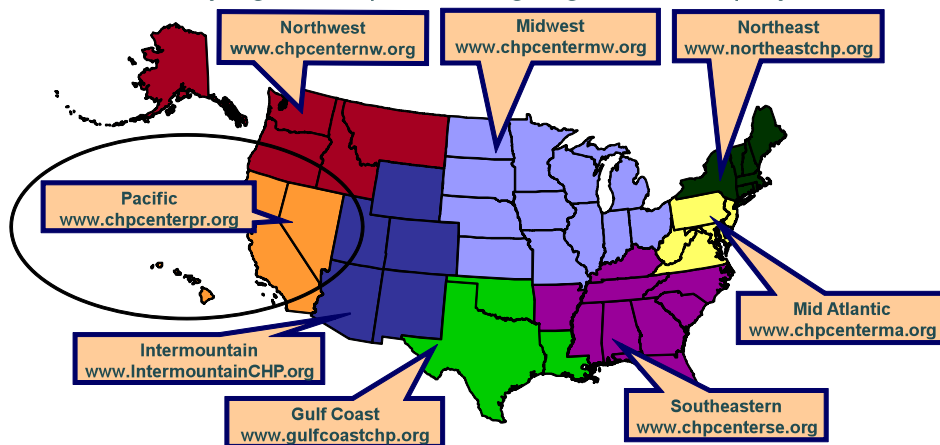 Northwest
www.chpcenternw.org
Midwest
www.chpcentermw.org
Northeast
www.northeastchp.org
Pacific
www.chpcenterpr.org
Mid Atlantic
www.chpcenterma.org
Intermountain
www.IntermountainCHP.org
Gulf Coast
www.gulfcoastchp.org
Southeastern
www.chpcenterse.org